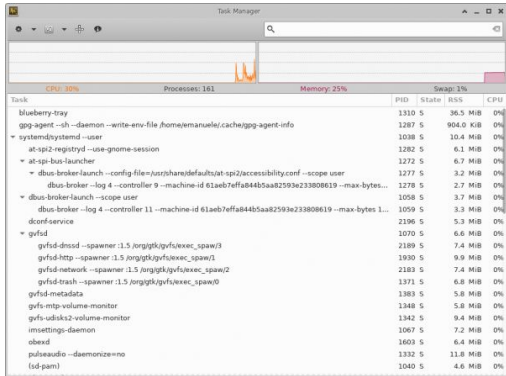 Task Manager
CPU: 30% Processes: 161 Memory: 25% Swap: 1%
Task PID State RSS CPU
blueberry-tray 1310 S 36.5 MiB 0%
gpg-agent --sh --daemon --write-env-file /home/emanuele/.cache/gpg-agent-info 1287 S 904.0 KiB 0%
systemd/systemd --user 1038 S 10.4 MiB 0%
at-spi2-registryd --use-gnome-session 1282 S 6.1 MiB 0%
at-spi-bus-launcher 1272 S 6.7 MiB 0%
dbus-broker-launch --config-file=/usr/share/defaults/at-spi2/accessibility.conf --scope user 1277 S 3.2 MiB 0%
dbus-broker --log 4 --controller 9 --machine-id 61aeb7effa844b5aa82593e233808619 --max-bytes... 1278 S 2.7 MiB 0%
dbus-broker-launch --scope user 1058 S 3.7 MiB 0%
dbus-broker --log 4 --controller 11 --machine-id 61aeb7effa844b5aa82593e233808619 --max-bytes 1... 1059 S 3.3 MiB 0%
dconf-service 2196 S 5.3 MiB 0%
gvfsd 1070 S 6.6 MiB 0%
gvfsd-dnssd --spawner :1.5 /org/gtk/gvfs/exec_spaw/3 2189 S 7.4 MiB 0%
gvfsd-http --spawner :1.5 /org/gtk/gvfs/exec_spaw/1 1930 S 9.9 MiB 0%
gvfsd-network --spawner :1.5 /org/gtk/gvfs/exec_spaw/2 2183 S 7.4 MiB 0%
gvfsd-trash --spawner :1.5 /org/gtk/gvfs/exec_spaw/0 1371 S 6.8 MiB 0%
gvfsd-metadata 1383 S 5.8 MiB 0%
gvfs-mtp-volume-monitor 1348 S 5.8 MiB 0%
gvfs-udisks2-volume-monitor 1342 S 9.4 MiB 0%
imsettings-daemon 1067 S 7.2 MiB 0%
obexd 1603 S 6.4 MiB 0%
pulseaudio --daemonize=no 1332 S 11.8 MiB 0%
(sd-pam) 1040 S 4.6 MiB 0%